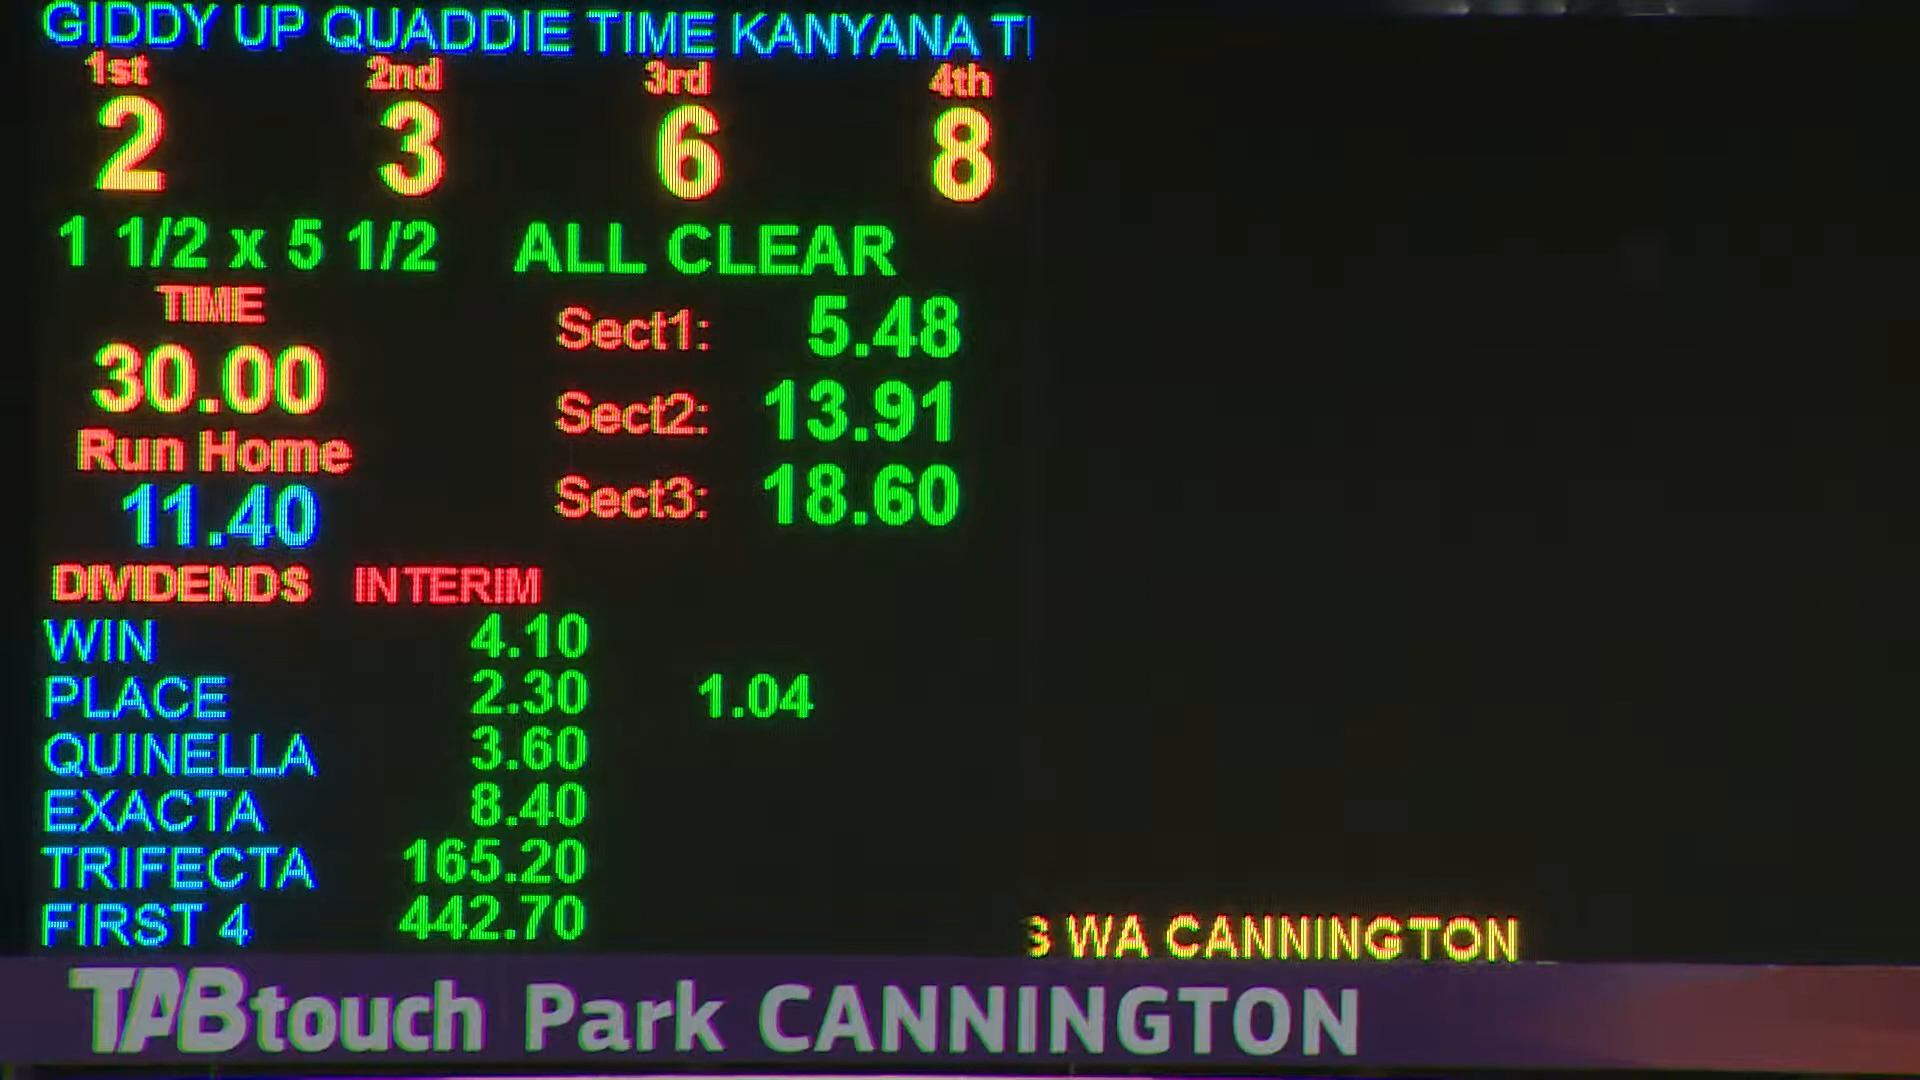 GIDDY UP QUADDIE TIME KANYANA
1st 2nd 3rd 4th
2 3 6 8
1 1/2 x 5 1/2 ALL CLEAR
TIME
30.00
Sect1: 5.48
Sect2: 13.91
Sect3: 18.60
Run Home
11.40
DIVIDENDS INTERIM
WIN 4.10
PLACE 2.30 1.04
QUINELLA 3.60
EXACTA 8.40
TRIFECTA 165.20
FIRST 4 442.70
WA CANNINGTON
TABtouch Park CANNINGTON